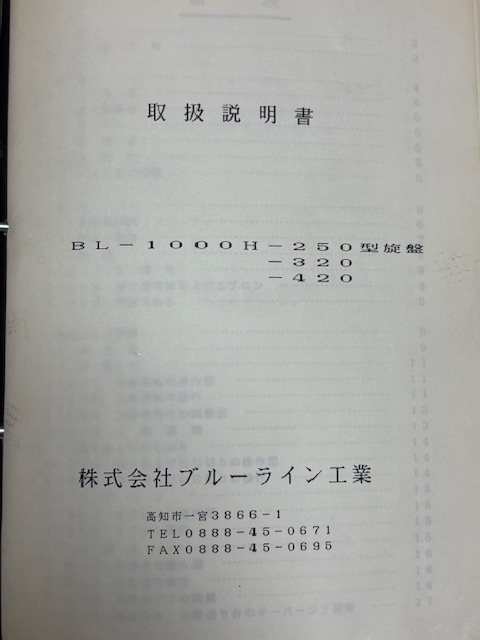 取扱説明書
BL－1000H－250型旋盤
－320
－420
株式会社ブルーライン工業
高知市一宮3866－1
TEL0888－45－0671
FAX0888－45－0695